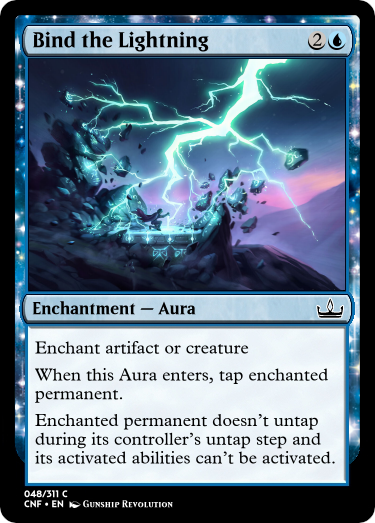 Bind the Lightning 2
Enchantment — Aura
Enchant artifact or creature
When this Aura enters, tap enchanted
permanent.
Enchanted permanent doesn't untap
during its controller's untap step and
its activated abilities can't be activated.
048/311 C
CNF • EN Gunship Revolution